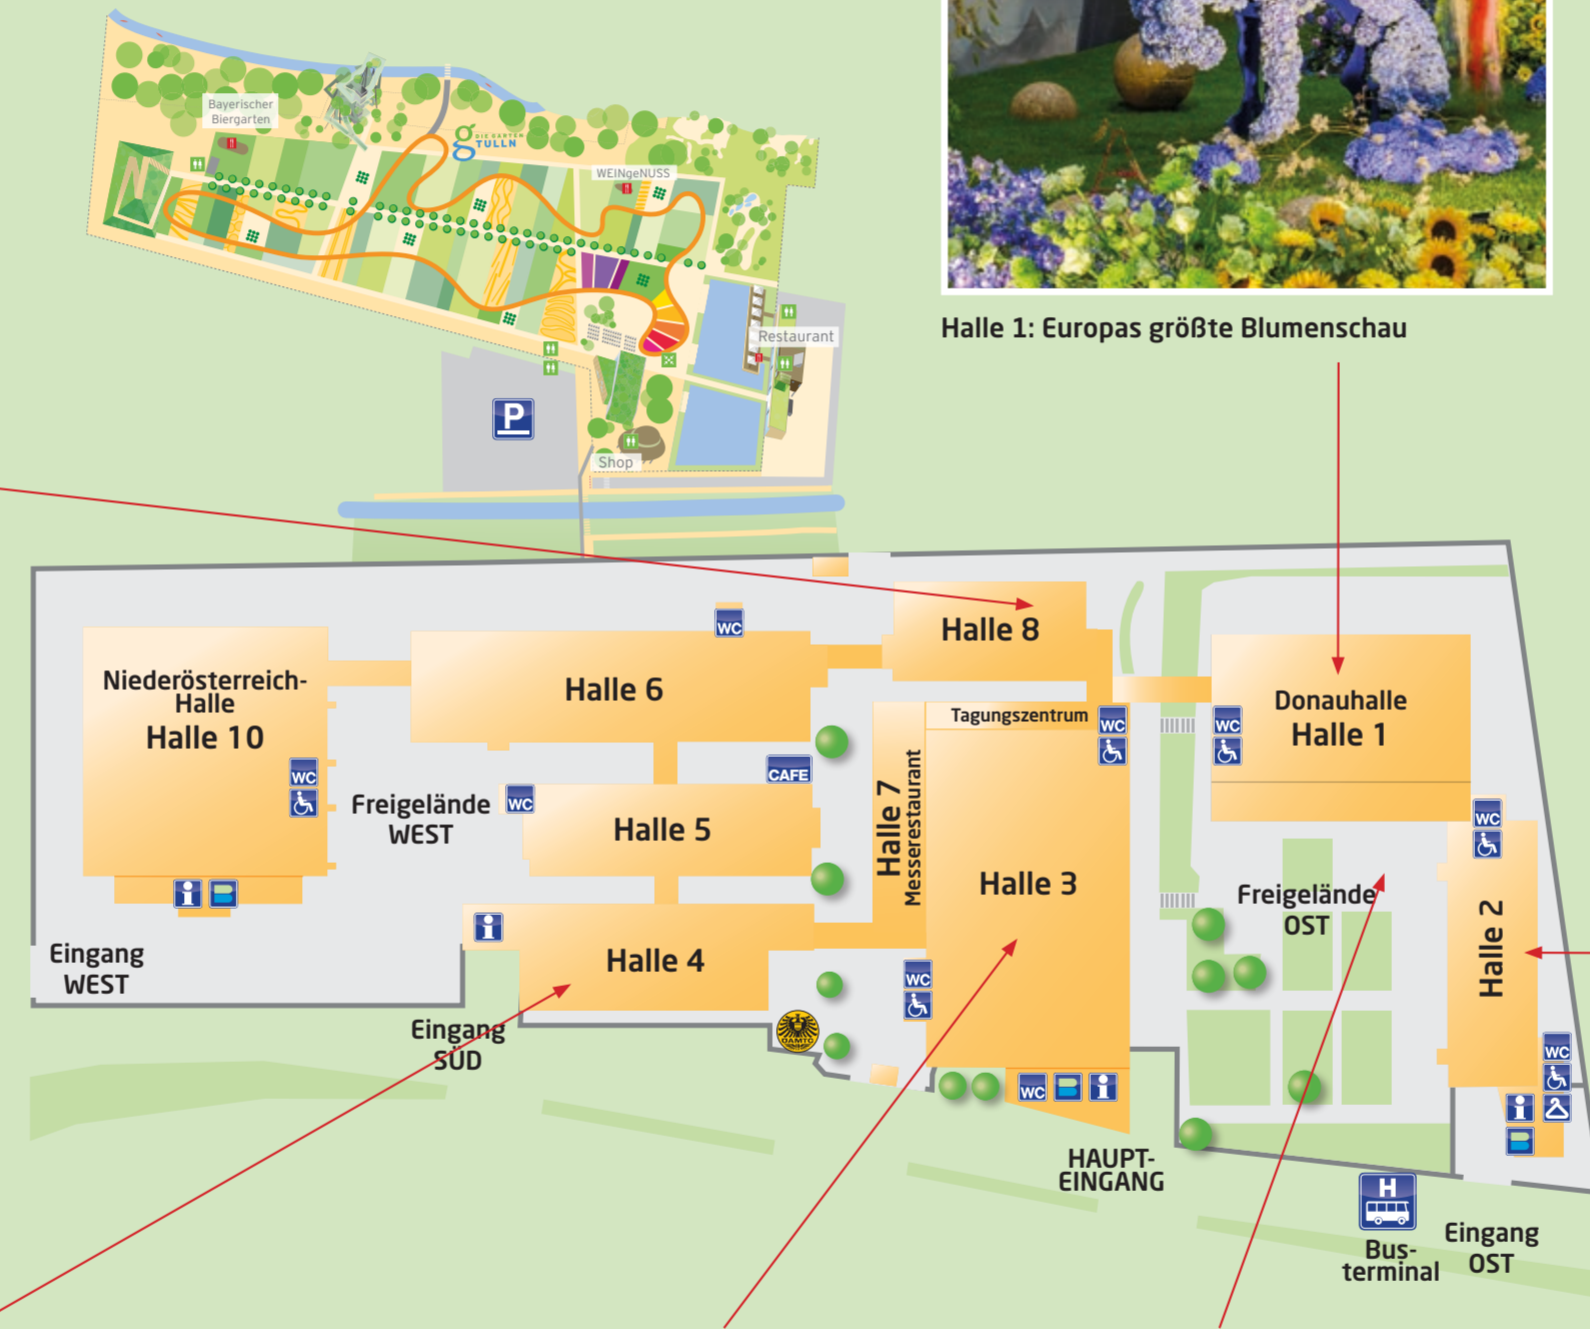 Bayerischer
Biergarten
g
DIE GARTEN
TULLN
WEINgeNUSS
Restaurant
P
Shop
Halle 1: Europas größte Blumenschau
WC
Halle 8
Niederösterreich-
Halle
Halle 10
Halle 6
Tagungszentrum
WC
WC
Donauhalle
Halle 1
WC
CAFE
WC
Freigelände
WEST
Halle 5
Halle 7
Messerestaurant
Halle 3
WC
Freigelände
OST
Halle 2
i
i
Halle 4
Eingang
WEST
WC
Eingang
SÜD
ÖAMTC
WC
i
WC
i
HAUPT-
EINGANG
H
Bus-
terminal
Eingang
OST